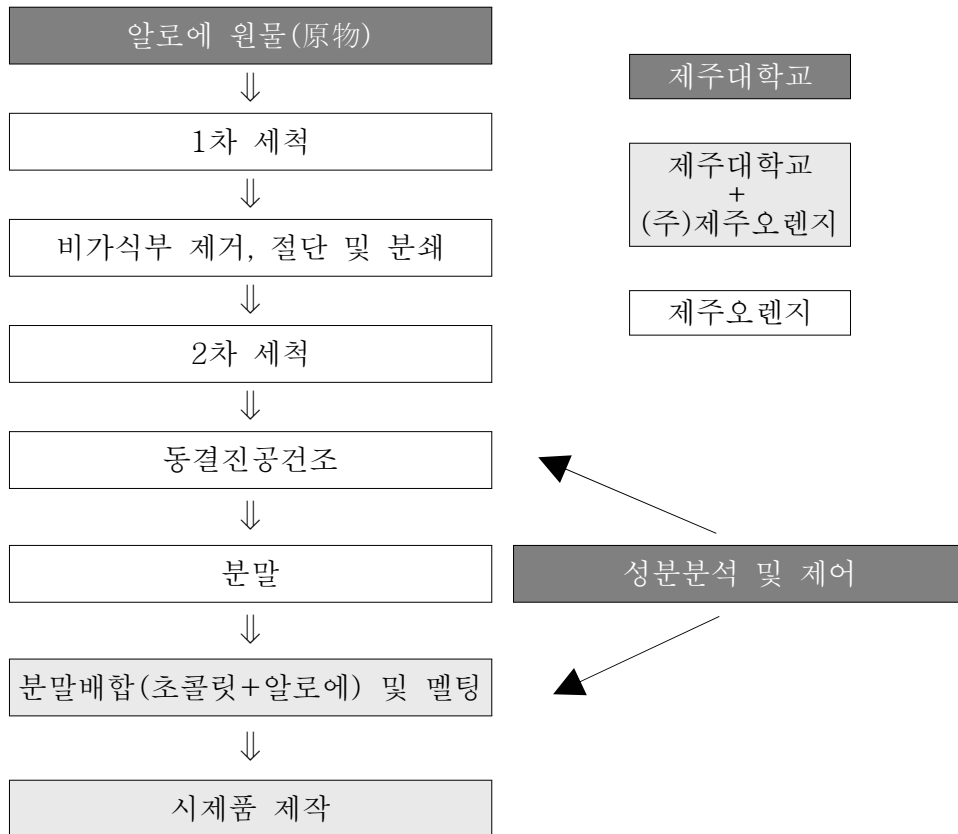 알로에 원물(原物)
⇓
1차 세척
⇓
비가식부 제거, 절단 및 분쇄
⇓
2차 세척
⇓
동결진공건조
⇓
분말
⇓
분말배합(초콜릿+알로에) 및 멜팅
⇓
시제품 제작
제주대학교
제주대학교
+
(주)제주오렌지
제주오렌지
성분분석 및 제어